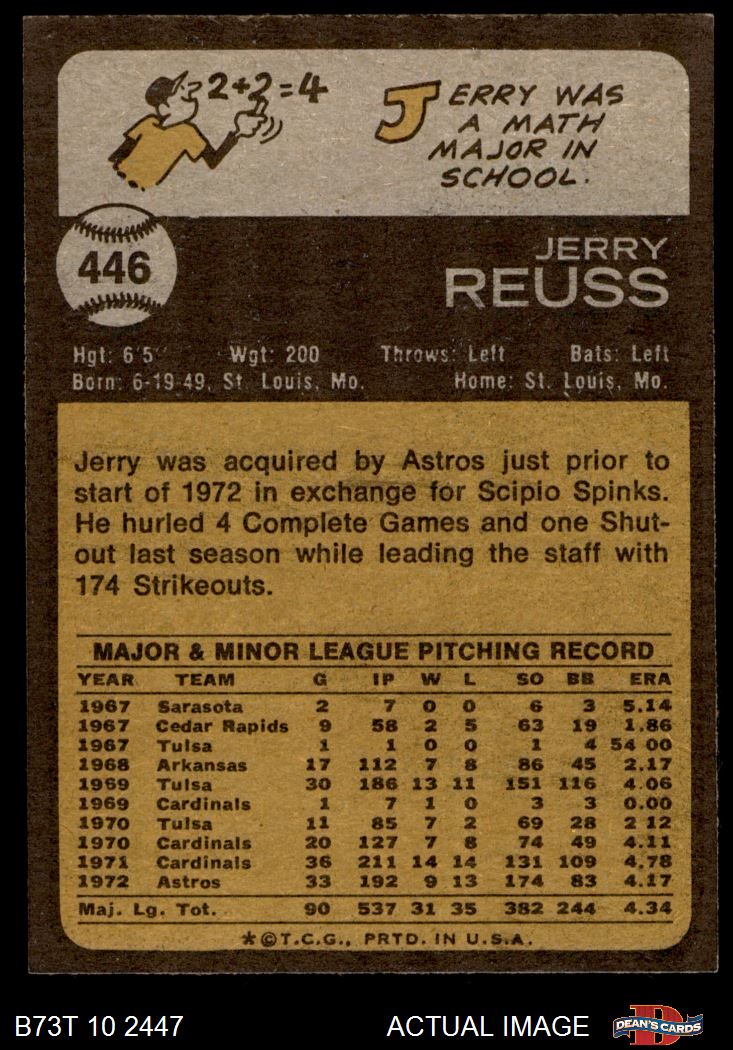 2+2=4
JERRY WAS
A MATH
MAJOR IN
SCHOOL.
446
JERRY
REUSS
Hgt: 6'5" Wgt: 200 Throws: Left Bats: Left
Born: 6-19-49, St. Louis, Mo. Home: St. Louis, Mo.
Jerry was acquired by Astros just prior to
start of 1972 in exchange for Scipio Spinks.
He hurled 4 Complete Games and one Shut-
out last season while leading the staff with
174 Strikeouts.
MAJOR & MINOR LEAGUE PITCHING RECORD
YEAR TEAM G IP W L SO BB ERA
1967 Sarasota 2 7 0 0 6 3 5.14
1967 Cedar Rapids 9 58 2 5 63 19 1.86
1967 Tulsa 1 1 0 0 1 4 54 00
1968 Arkansas 17 112 7 8 86 45 2.17
1969 Tulsa 30 186 13 11 151 116 4.06
1969 Cardinals 1 7 1 0 3 3 0.00
1970 Tulsa 11 85 7 2 69 28 2 12
1970 Cardinals 20 127 7 8 74 49 4.11
1971 Cardinals 36 211 14 14 131 109 4.78
1972 Astros 33 192 9 13 174 83 4.17
Maj. Lg. Tot. 90 537 31 35 382 244 4.34
*©T.C.G., PRTD. IN U.S.A.
B73T 10 2447 ACTUAL IMAGE D DEAN'S CARDS